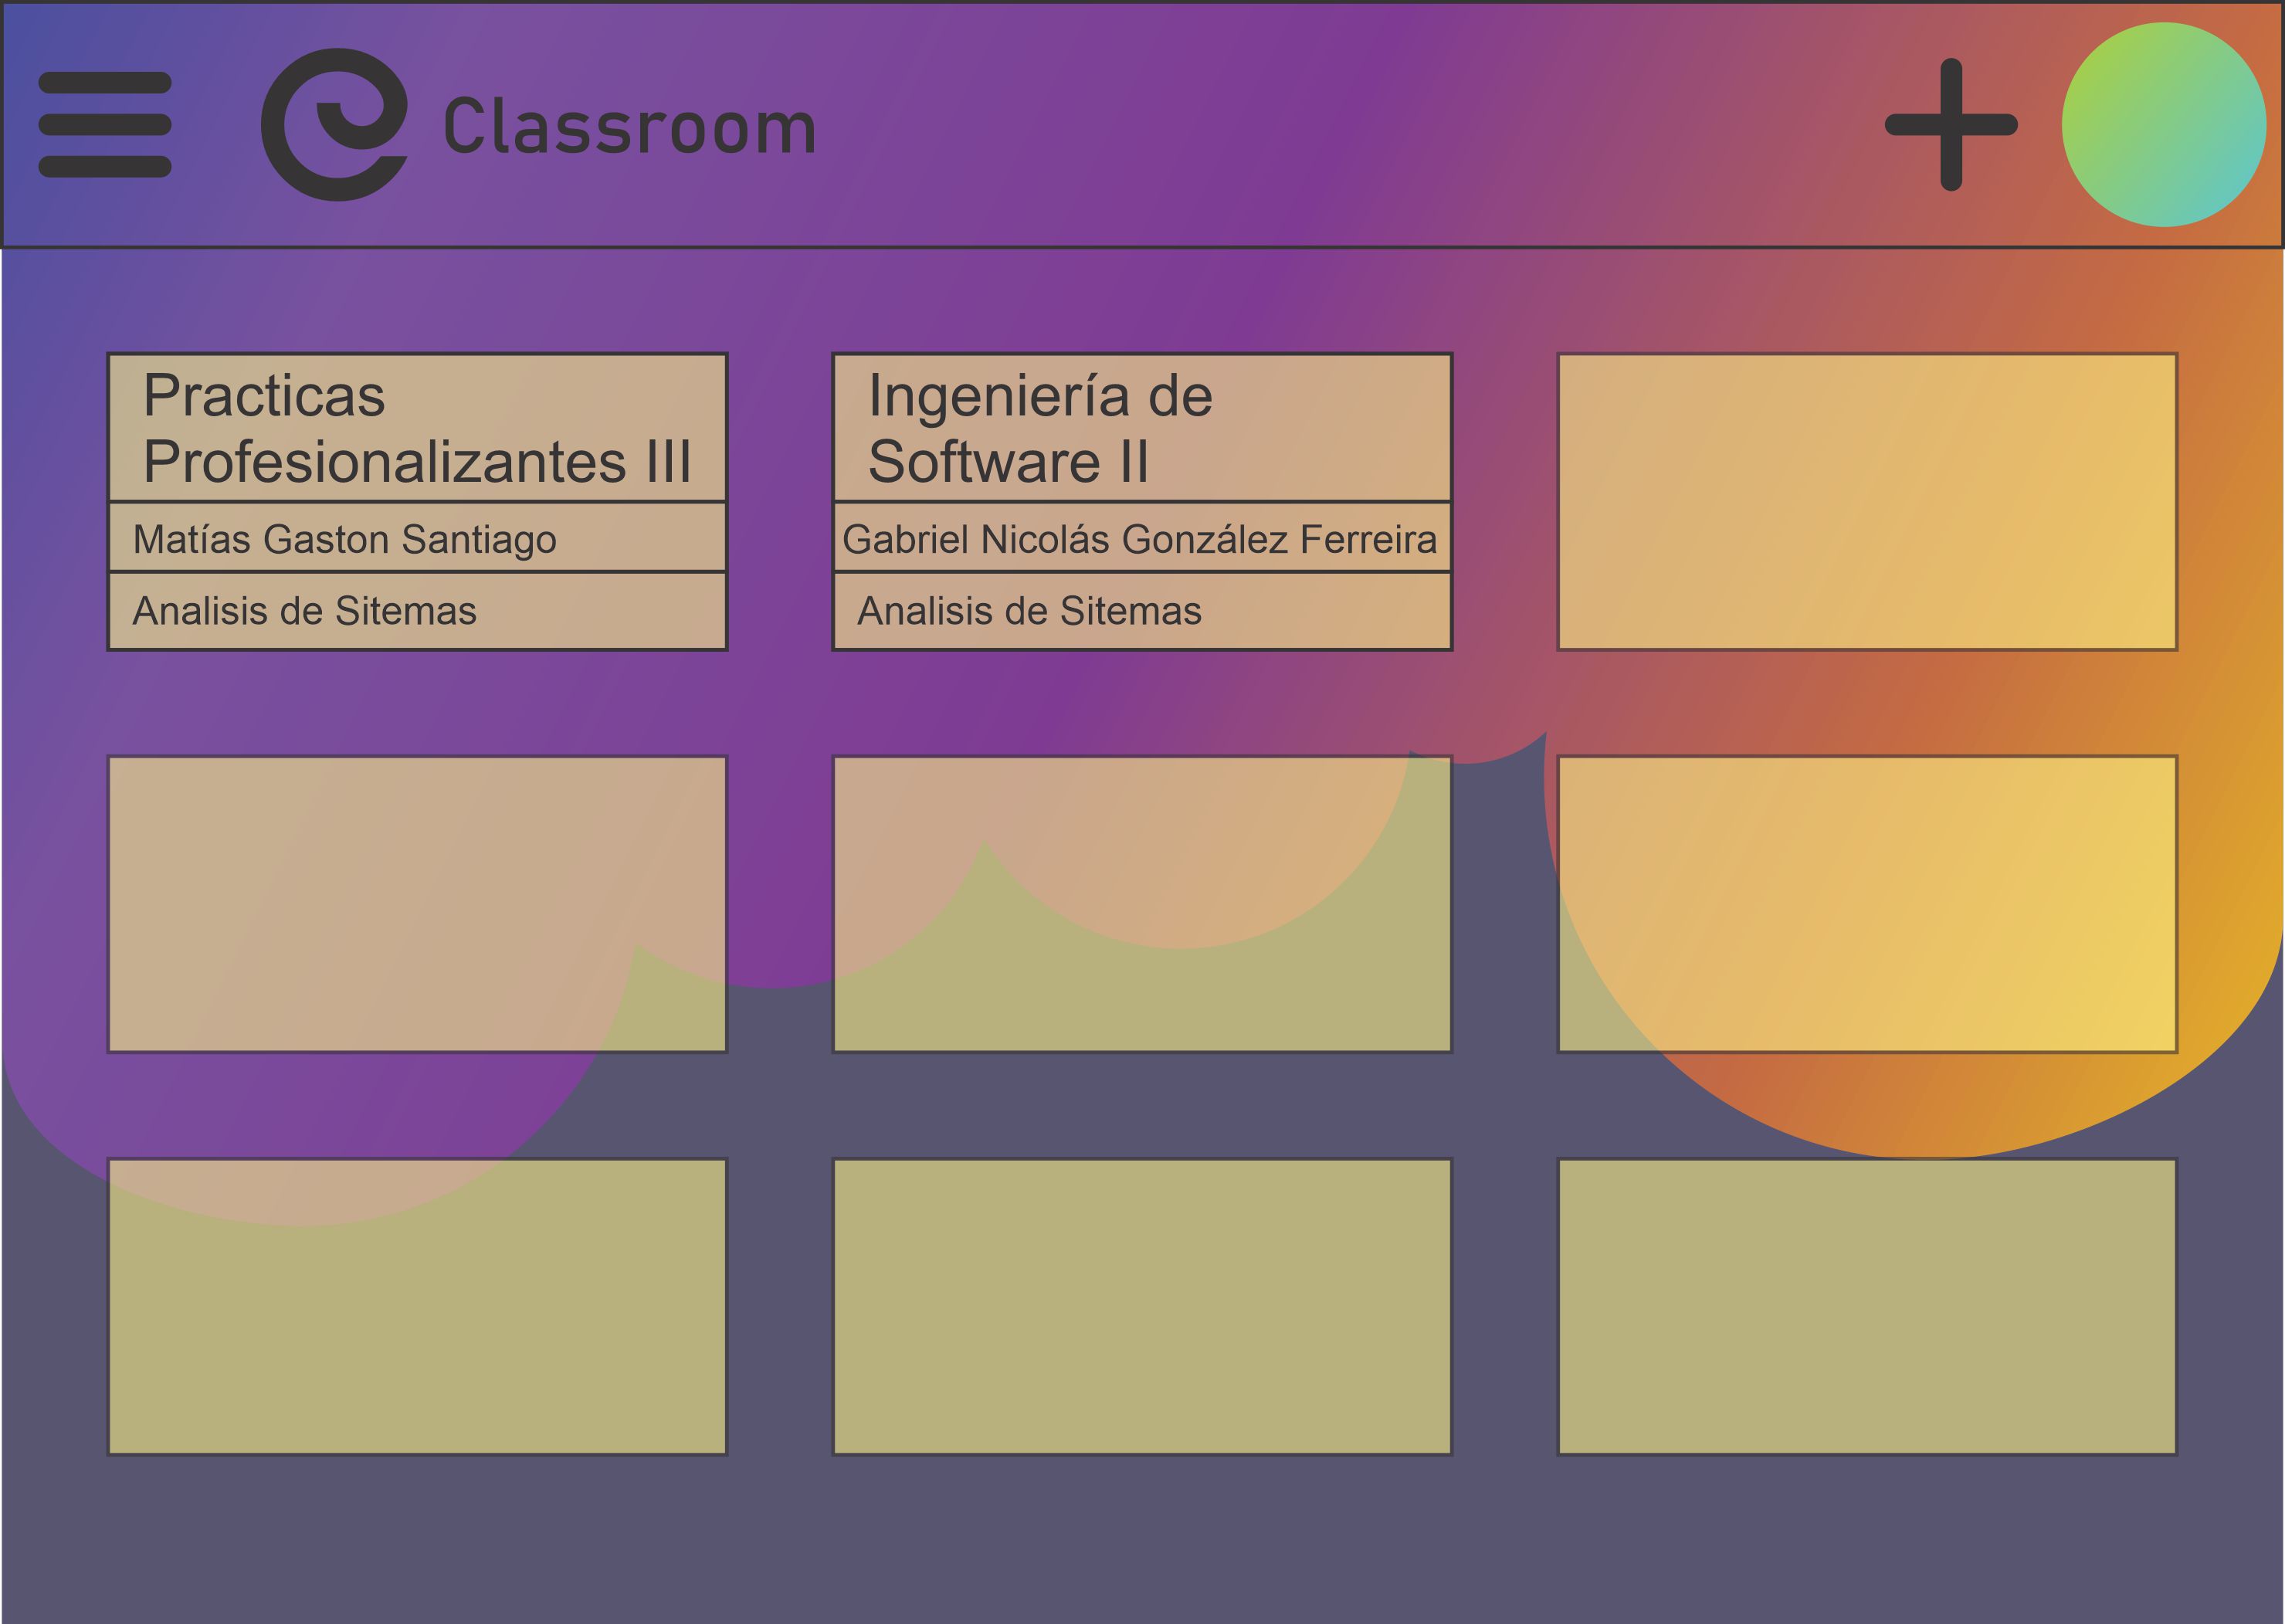 Classroom
Practicas
Profesionalizantes III
Matías Gaston Santiago
Analisis de Sitemas
Ingeniería de
Software II
Gabriel Nicolás González Ferreira
Analisis de Sitemas